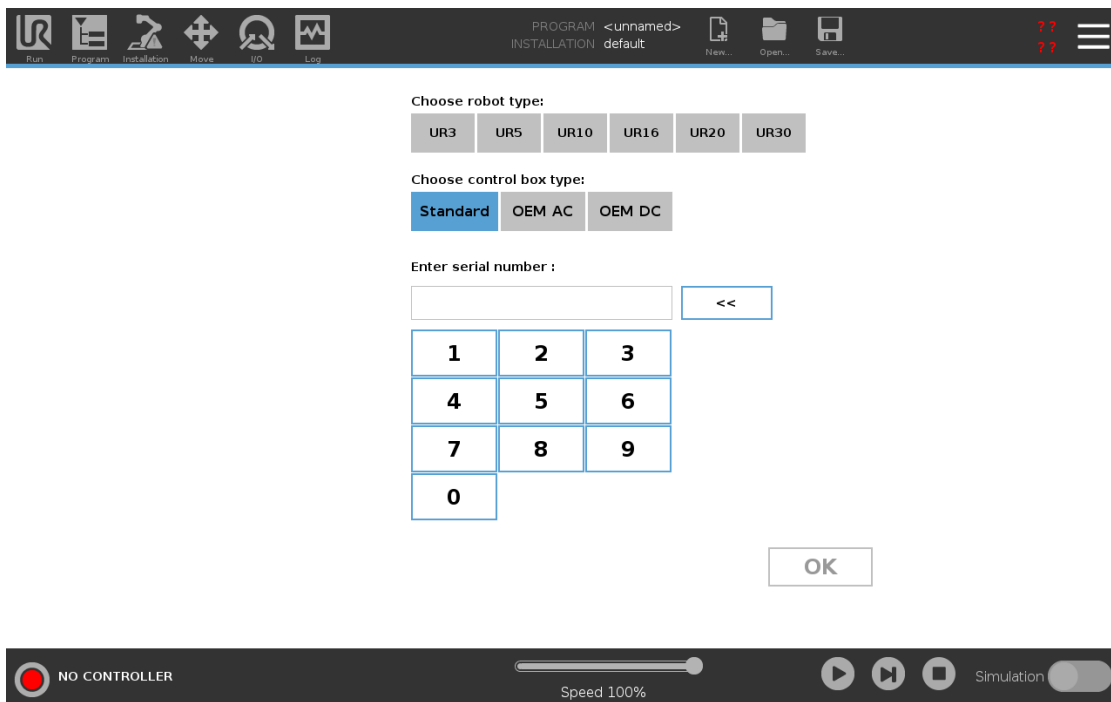 PROGRAM <unnamed>
INSTALLATION default
Run Program Installation Move I/O Log New... Open... Save...
? ?
? ?
Choose robot type:
UR3 UR5 UR10 UR16 UR20 UR30
Choose control box type:
Standard OEM AC OEM DC
Enter serial number :
<<
1 2 3
4 5 6
7 8 9
0
OK
NO CONTROLLER
Speed 100%
Simulation